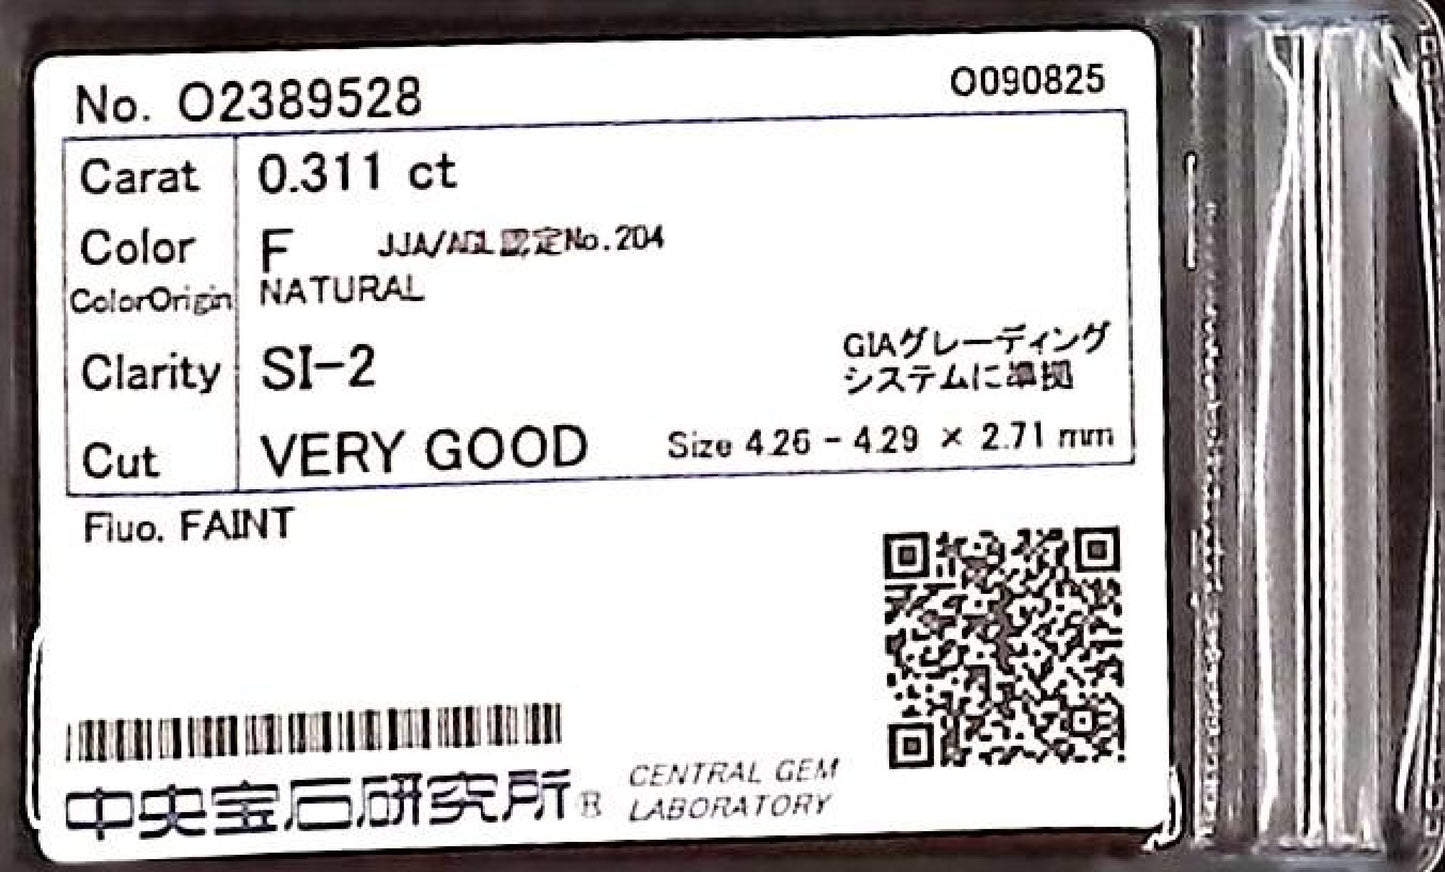 No. O2389528 O090825
Carat 0.311 ct
Color F JJA/AGL認定No.204
ColorOrigin NATURAL
Clarity SI-2 GIAグレーディング
システムに準拠
Cut VERY GOOD Size 4.26 - 4.29 × 2.71 mm
Fluo. FAINT
中央宝石研究所® CENTRAL GEM
LABORATORY